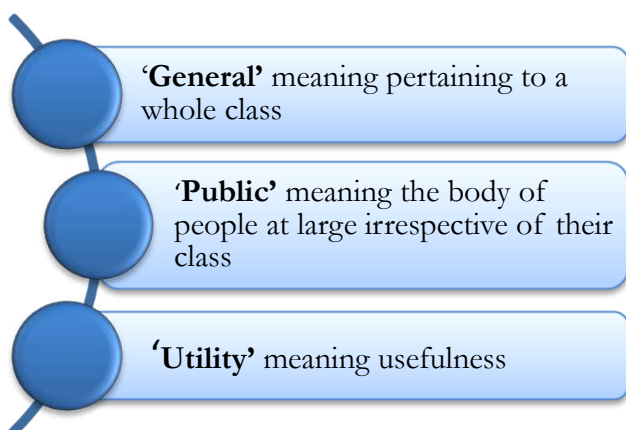 ‘General’ meaning pertaining to a
whole class
‘Public’ meaning the body of
people at large irrespective of their
class
‘Utility’ meaning usefulness